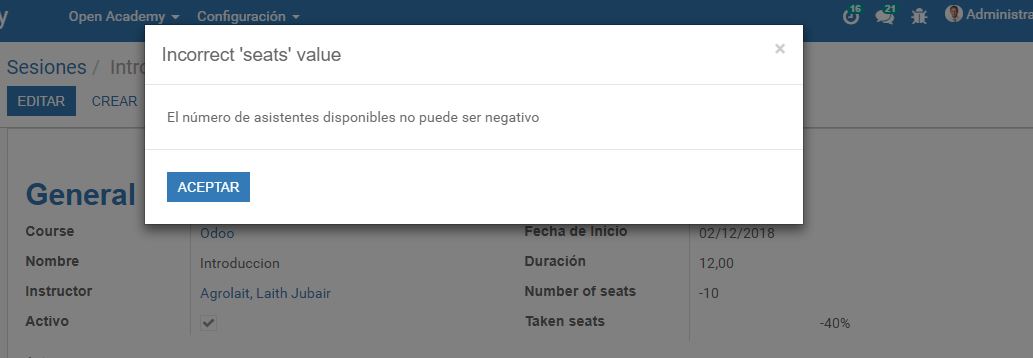 Open Academy Configuración 16 21 Administra
Incorrect 'seats' value ×
Sesiones / Intro
EDITAR CREAR
El número de asistentes disponibles no puede ser negativo
ACEPTAR
General
Course Odoo Fecha de Inicio 02/12/2018
Nombre Introduccion Duración 12,00
Instructor Agrolait, Laith Jubair Number of seats -10
Activo Taken seats -40%